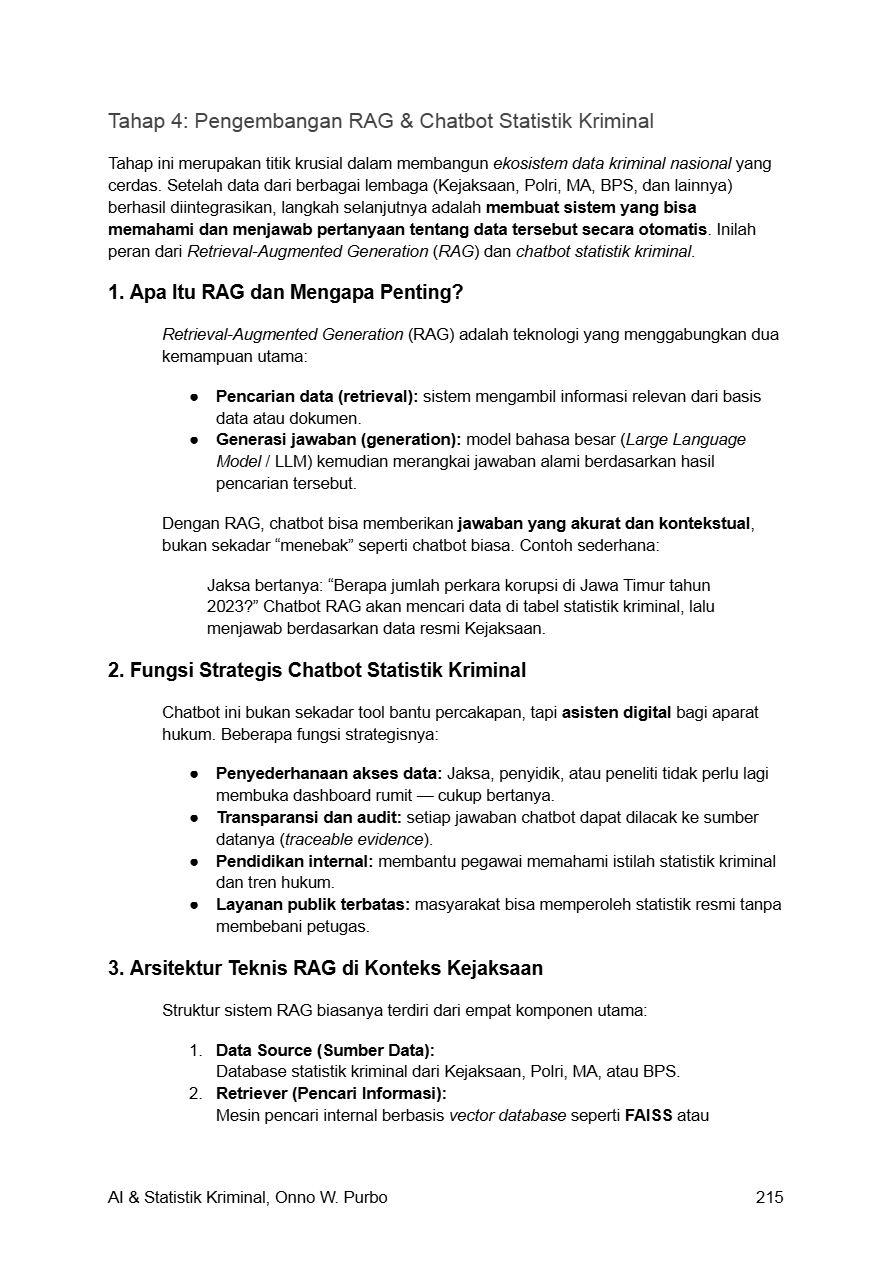 Tahap 4: Pengembangan RAG & Chatbot Statistik Kriminal
Tahap ini merupakan titik krusial dalam membangun ekosistem data kriminal nasional yang
cerdas. Setelah data dari berbagai lembaga (Kejaksaan, Polri, MA, BPS, dan lainnya)
berhasil diintegrasikan, langkah selanjutnya adalah membuat sistem yang bisa
memahami dan menjawab pertanyaan tentang data tersebut secara otomatis. Inilah
peran dari Retrieval-Augmented Generation (RAG) dan chatbot statistik kriminal.
1. Apa Itu RAG dan Mengapa Penting?
Retrieval-Augmented Generation (RAG) adalah teknologi yang menggabungkan dua
kemampuan utama:
● Pencarian data (retrieval): sistem mengambil informasi relevan dari basis
data atau dokumen.
● Generasi jawaban (generation): model bahasa besar (Large Language
Model / LLM) kemudian merangkai jawaban alami berdasarkan hasil
pencarian tersebut.
Dengan RAG, chatbot bisa memberikan jawaban yang akurat dan kontekstual,
bukan sekadar “menebak” seperti chatbot biasa. Contoh sederhana:
Jaksa bertanya: “Berapa jumlah perkara korupsi di Jawa Timur tahun
2023?” Chatbot RAG akan mencari data di tabel statistik kriminal, lalu
menjawab berdasarkan data resmi Kejaksaan.
2. Fungsi Strategis Chatbot Statistik Kriminal
Chatbot ini bukan sekadar tool bantu percakapan, tapi asisten digital bagi aparat
hukum. Beberapa fungsi strategisnya:
● Penyederhanaan akses data: Jaksa, penyidik, atau peneliti tidak perlu lagi
membuka dashboard rumit — cukup bertanya.
● Transparansi dan audit: setiap jawaban chatbot dapat dilacak ke sumber
datanya (traceable evidence).
● Pendidikan internal: membantu pegawai memahami istilah statistik kriminal
dan tren hukum.
● Layanan publik terbatas: masyarakat bisa memperoleh statistik resmi tanpa
membebani petugas.
3. Arsitektur Teknis RAG di Konteks Kejaksaan
Struktur sistem RAG biasanya terdiri dari empat komponen utama:
1. Data Source (Sumber Data):
Database statistik kriminal dari Kejaksaan, Polri, MA, atau BPS.
2. Retriever (Pencari Informasi):
Mesin pencari internal berbasis vector database seperti FAISS atau
AI & Statistik Kriminal, Onno W. Purbo 215